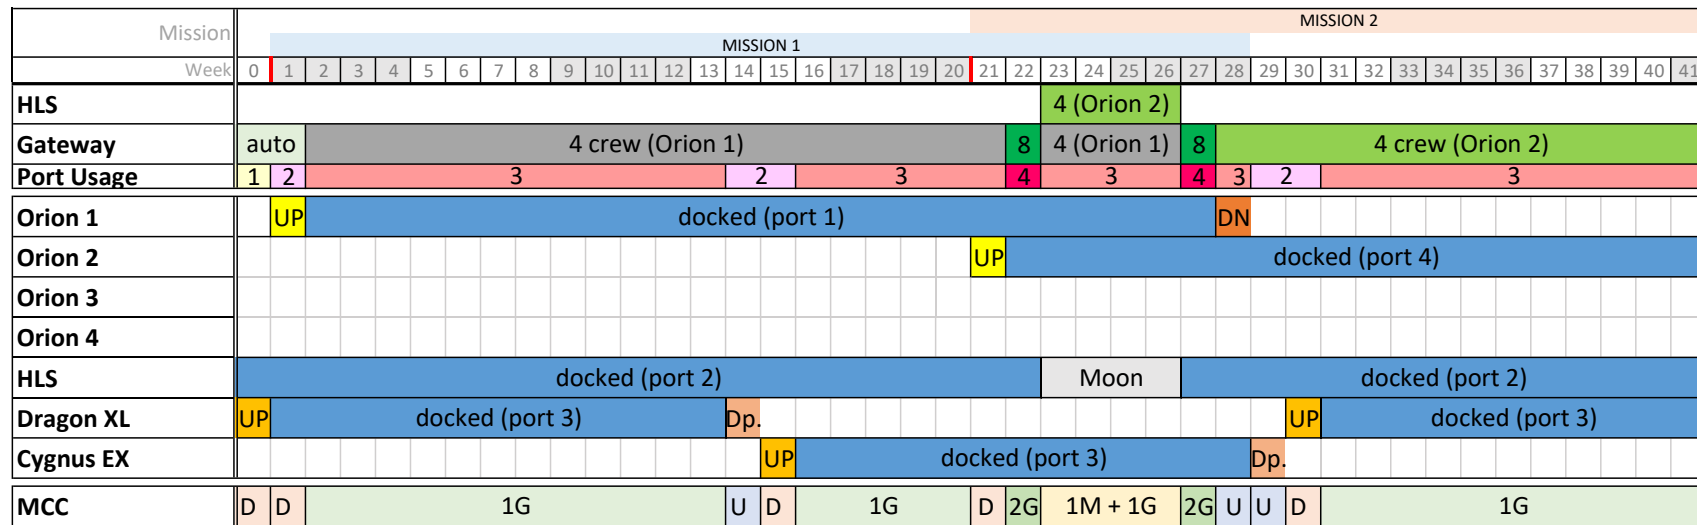 Mission MISSION 2
MISSION 1
Week 0 1 2 3 4 5 6 7 8 9 10 11 12 13 14 15 16 17 18 19 20 21 22 23 24 25 26 27 28 29 30 31 32 33 34 35 36 37 38 39 40 41
HLS 4 (Orion 2)
Gateway auto 4 crew (Orion 1) 8 4 (Orion 1) 8 4 crew (Orion 2)
Port Usage 1 2 3 2 3 4 3 4 3 2 3
Orion 1 UP docked (port 1) DN
Orion 2 UP docked (port 4)
Orion 3
Orion 4
HLS docked (port 2) Moon docked (port 2)
Dragon XL UP docked (port 3) Dp. UP docked (port 3)
Cygnus EX UP docked (port 3) Dp.
MCC D D 1G U D 1G D 2G 1M + 1G 2G U U D 1G